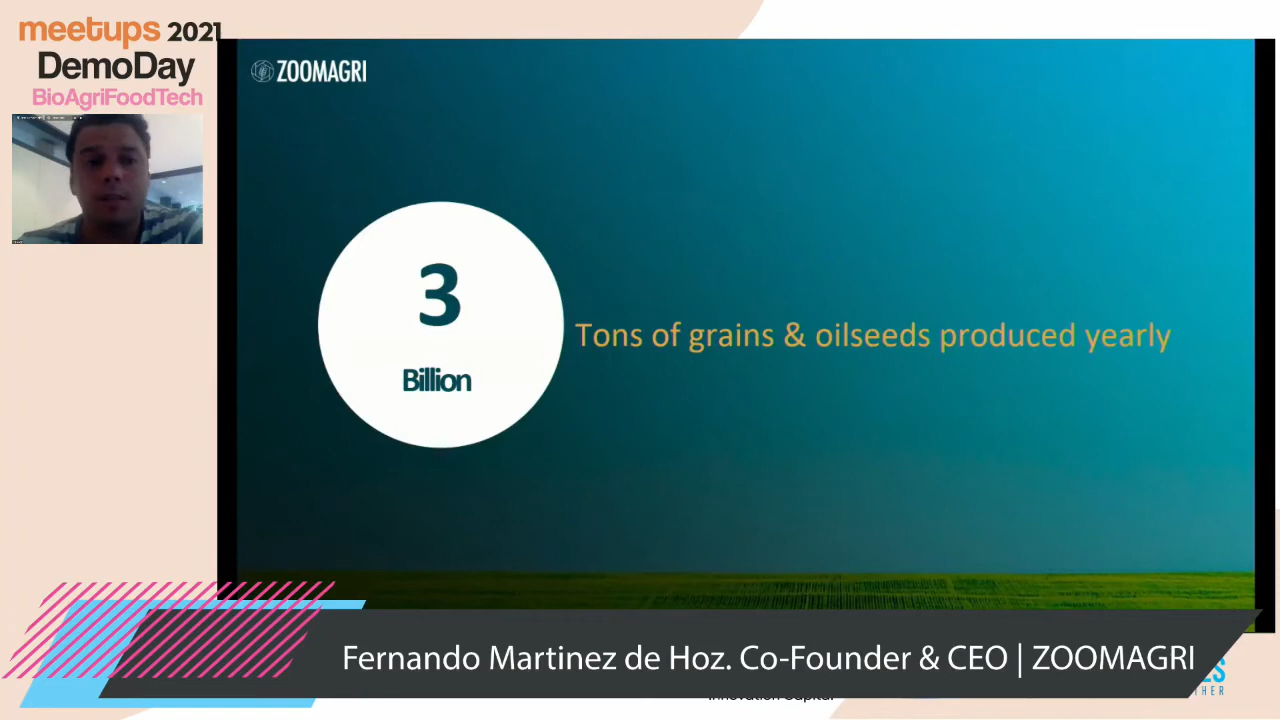 meetups 2021
DemoDay
BioAgriFoodTech
ZOOMAGRI
3
Billion
Tons of grains & oilseeds produced yearly
Fernando Martinez de Hoz. Co-Founder & CEO | ZOOMAGRI